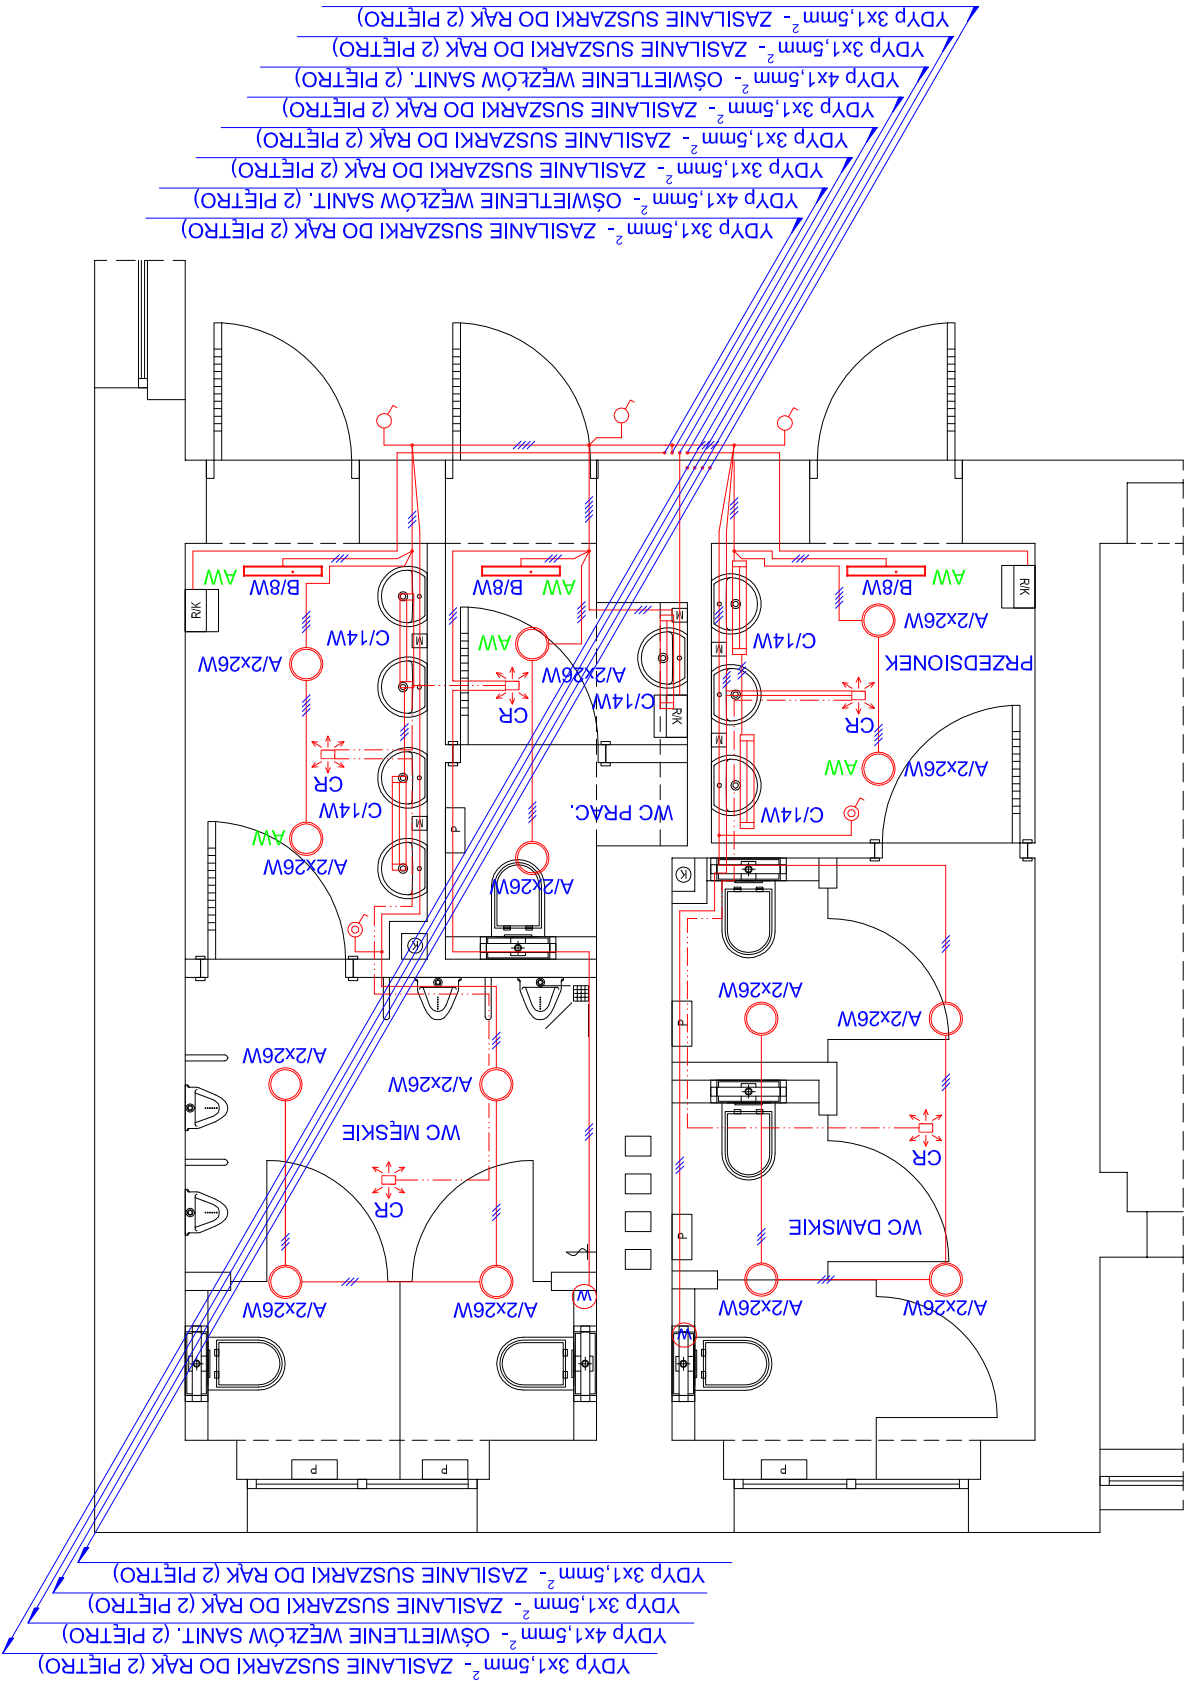 YDYp 3x1,5mm²- ZASILANIE SUSZARKI DO RĄK (2 PIĘTRO)
YDYp 4x1,5mm²- OŚWIETLENIE WĘZŁÓW SANIT. (2 PIĘTRO)
YDYp 3x1,5mm²- ZASILANIE SUSZARKI DO RĄK (2 PIĘTRO)
YDYp 3x1,5mm²- ZASILANIE SUSZARKI DO RĄK (2 PIĘTRO)
P
P
P
W
W
A/2x26W
A/2x26W
A/2x26W
A/2x26W
WC DAMSKIE
P
CR
CR
WC MĘSKIE
A/2x26W
A/2x26W
A/2x26W
A/2x26W
P
K
K
A/2x26W
A/2x26W
AW
P
M
WC PRAC.
C/14W
C/14W
A/2x26W
AW
CR
CR
CR
M
R/K
PRZEDSIONEK
A/2x26W
C/14W
A/2x26W
AW
C/14W
A/2x26W
C/14W
M
M
M
R/K
R/K
B/8W
AW
B/8W
AW
B/8W
AW
YDYp 3x1,5mm²- ZASILANIE SUSZARKI DO RĄK (2 PIĘTRO)
YDYp 4x1,5mm²- OŚWIETLENIE WĘZŁÓW SANIT. (2 PIĘTRO)
YDYp 3x1,5mm²- ZASILANIE SUSZARKI DO RĄK (2 PIĘTRO)
YDYp 3x1,5mm²- ZASILANIE SUSZARKI DO RĄK (2 PIĘTRO)
YDYp 3x1,5mm²- ZASILANIE SUSZARKI DO RĄK (2 PIĘTRO)
YDYp 4x1,5mm²- OŚWIETLENIE WĘZŁÓW SANIT. (2 PIĘTRO)
YDYp 3x1,5mm²- ZASILANIE SUSZARKI DO RĄK (2 PIĘTRO)
YDYp 3x1,5mm²- ZASILANIE SUSZARKI DO RĄK (2 PIĘTRO)